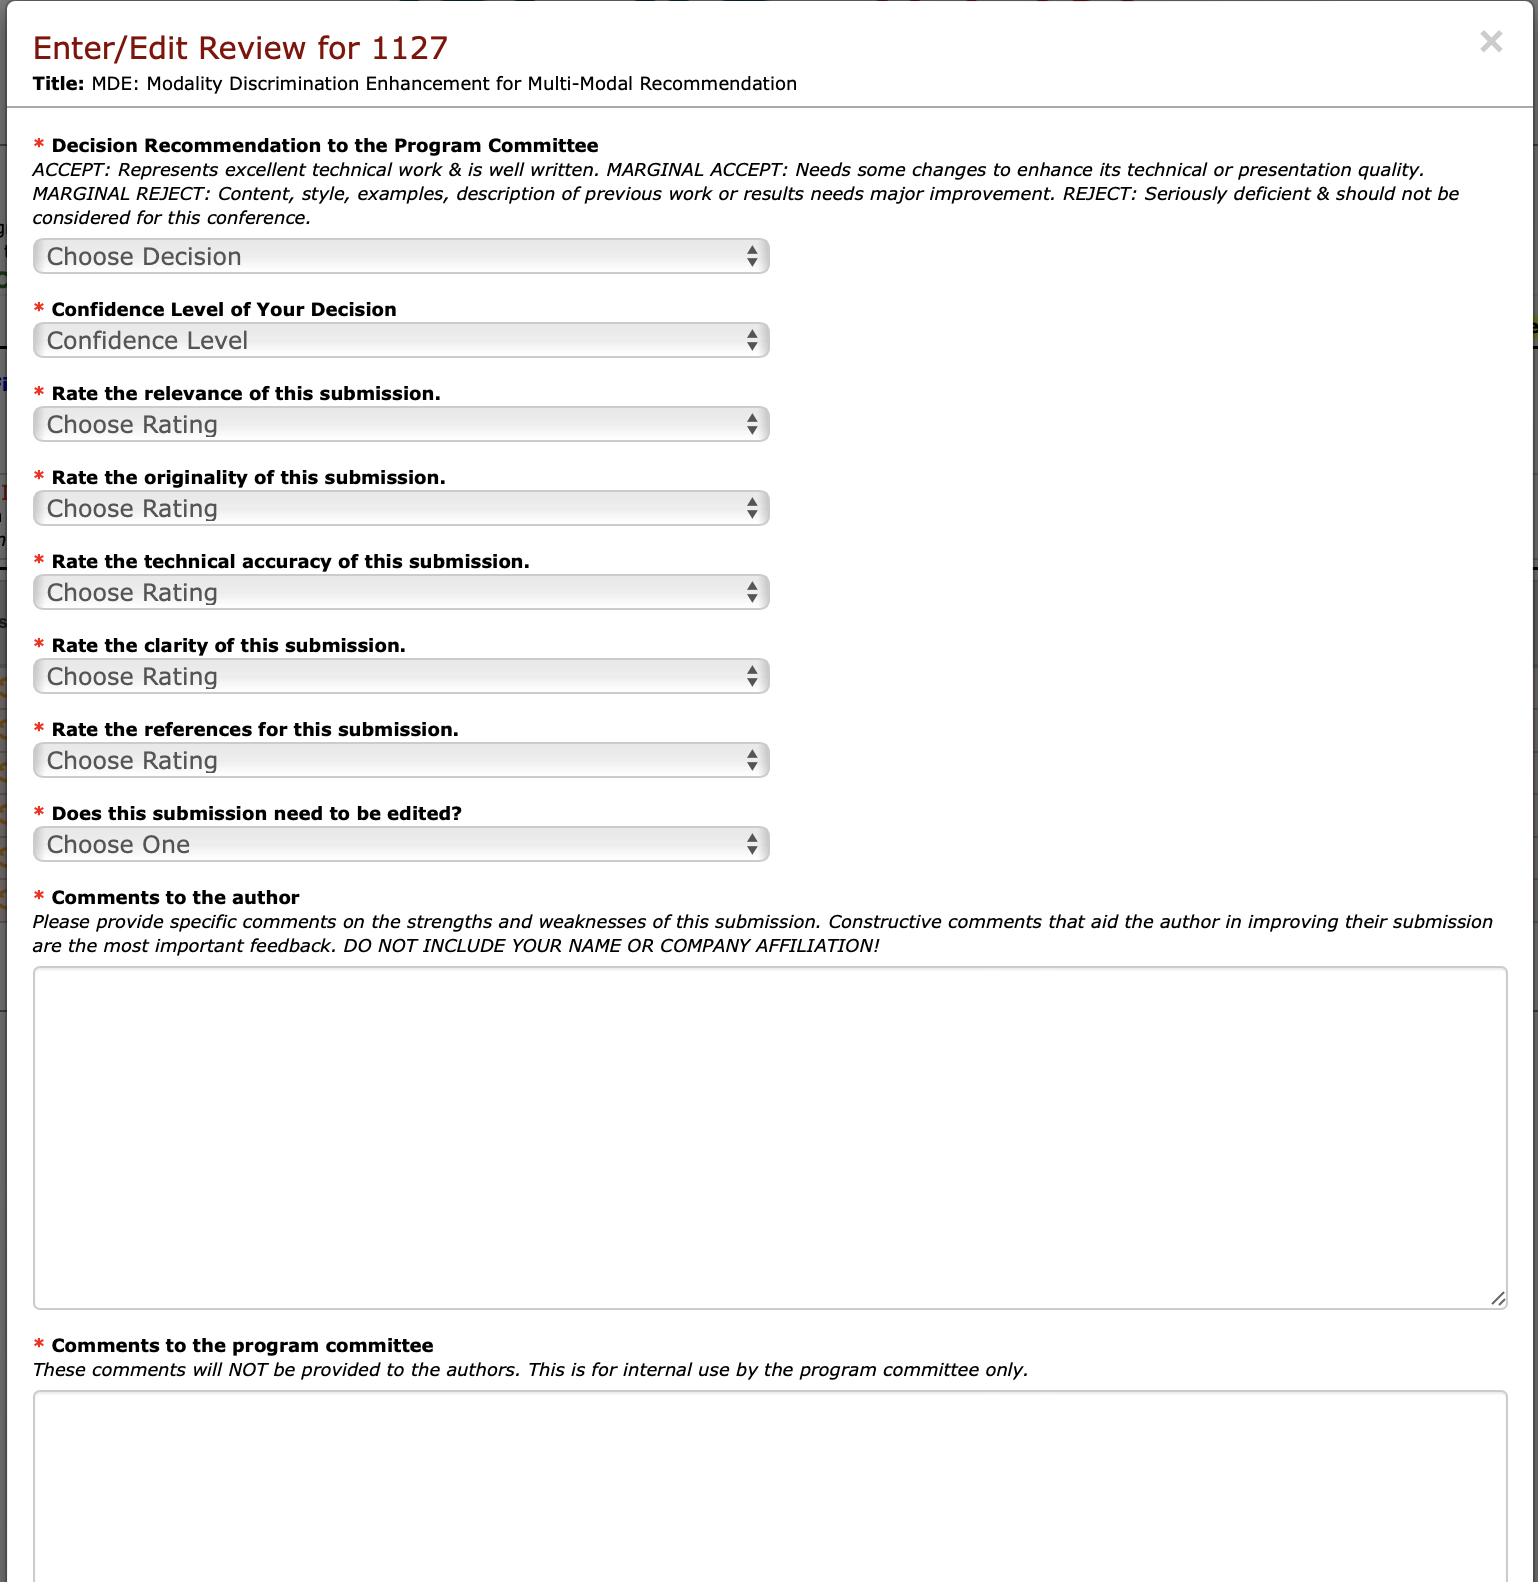 Enter/Edit Review for 1127
×
Title: MDE: Modality Discrimination Enhancement for Multi-Modal Recommendation
* Decision Recommendation to the Program Committee
ACCEPT: Represents excellent technical work & is well written. MARGINAL ACCEPT: Needs some changes to enhance its technical or presentation quality.
MARGINAL REJECT: Content, style, examples, description of previous work or results needs major improvement. REJECT: Seriously deficient & should not be
considered for this conference.
Choose Decision
* Confidence Level of Your Decision
Confidence Level
* Rate the relevance of this submission.
Choose Rating
* Rate the originality of this submission.
Choose Rating
* Rate the technical accuracy of this submission.
Choose Rating
* Rate the clarity of this submission.
Choose Rating
* Rate the references for this submission.
Choose Rating
* Does this submission need to be edited?
Choose One
* Comments to the author
Please provide specific comments on the strengths and weaknesses of this submission. Constructive comments that aid the author in improving their submission
are the most important feedback. DO NOT INCLUDE YOUR NAME OR COMPANY AFFILIATION!
* Comments to the program committee
These comments will NOT be provided to the authors. This is for internal use by the program committee only.